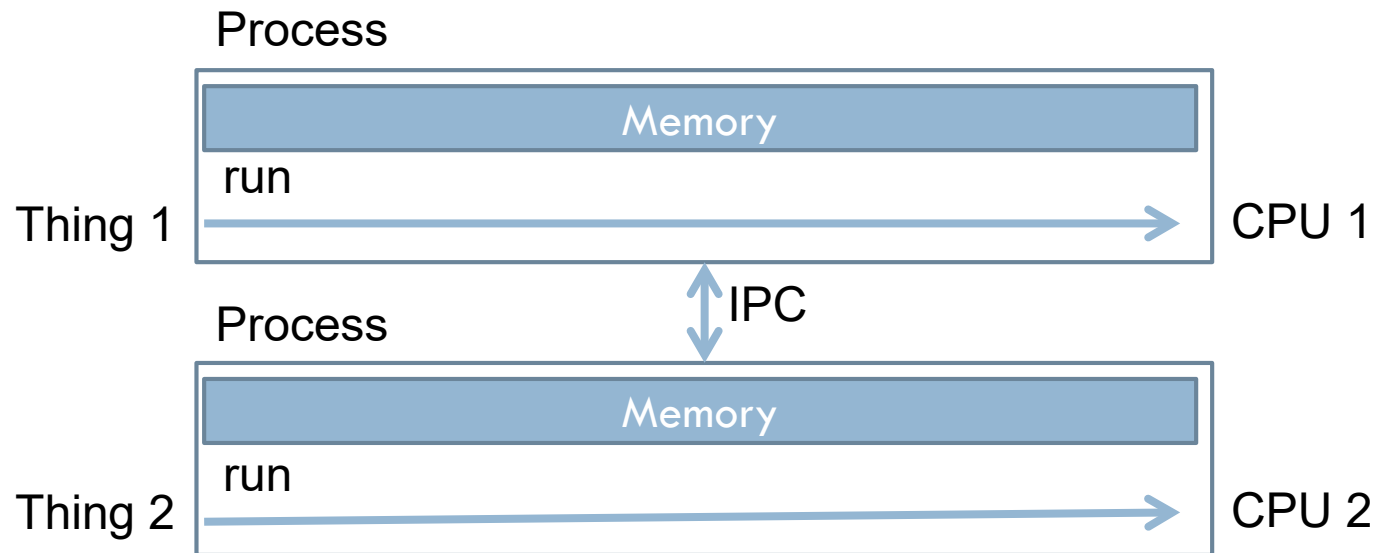 Process
Memory
run
Thing 1
CPU 1
IPC
Process
Memory
run
Thing 2
CPU 2